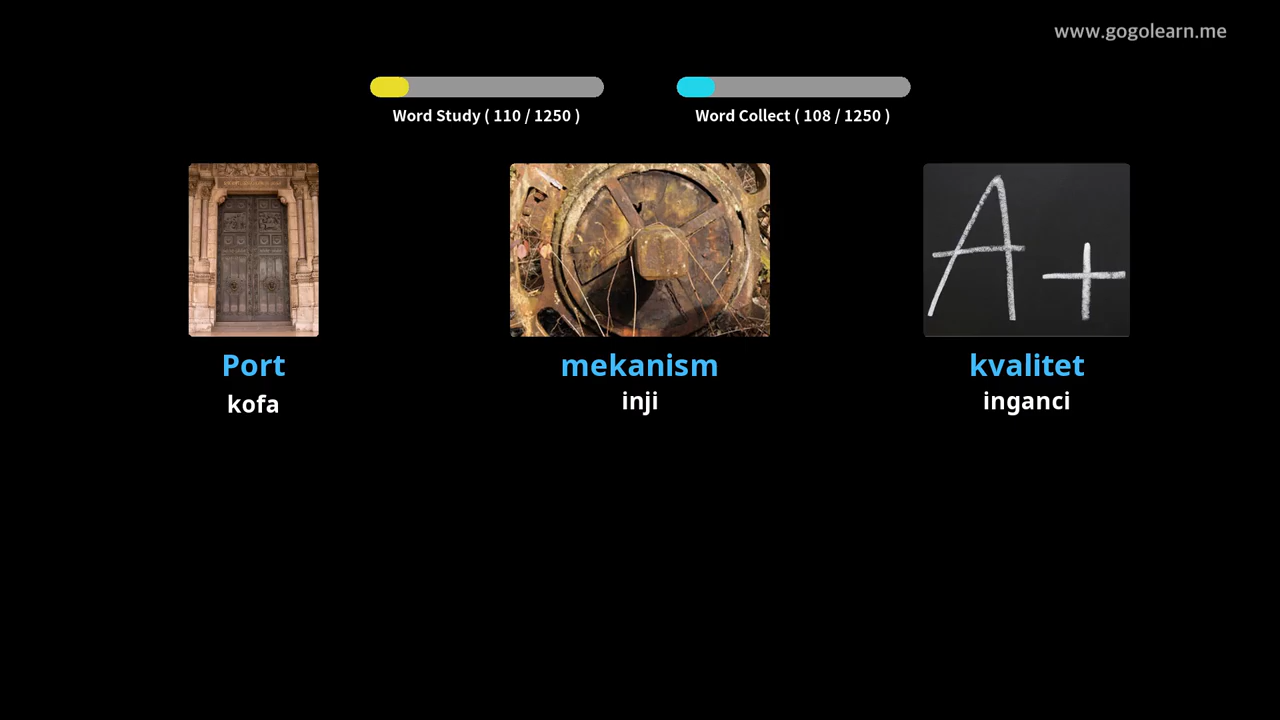 www.gogolearn.me
Word Study ( 110 / 1250 )
Word Collect ( 108 / 1250 )
A+
Port
kofa
mekanism
inji
kvalitet
inganci